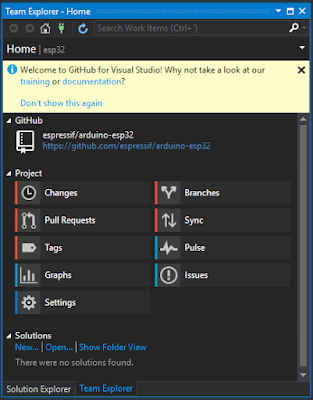 Team Explorer - Home
Search Work Items (Ctrl+')
Home | esp32
Welcome to GitHub for Visual Studio! Why not take a look at our
training or documentation?
Don't show this again
GitHub
espressif/arduino-esp32
https://github.com/espressif/arduino-esp32
Project
Changes
Branches
Pull Requests
Sync
Tags
Pulse
Graphs
Issues
Settings
Solutions
New... | Open... | Show Folder View
There were no solutions found.
Solution Explorer
Team Explorer